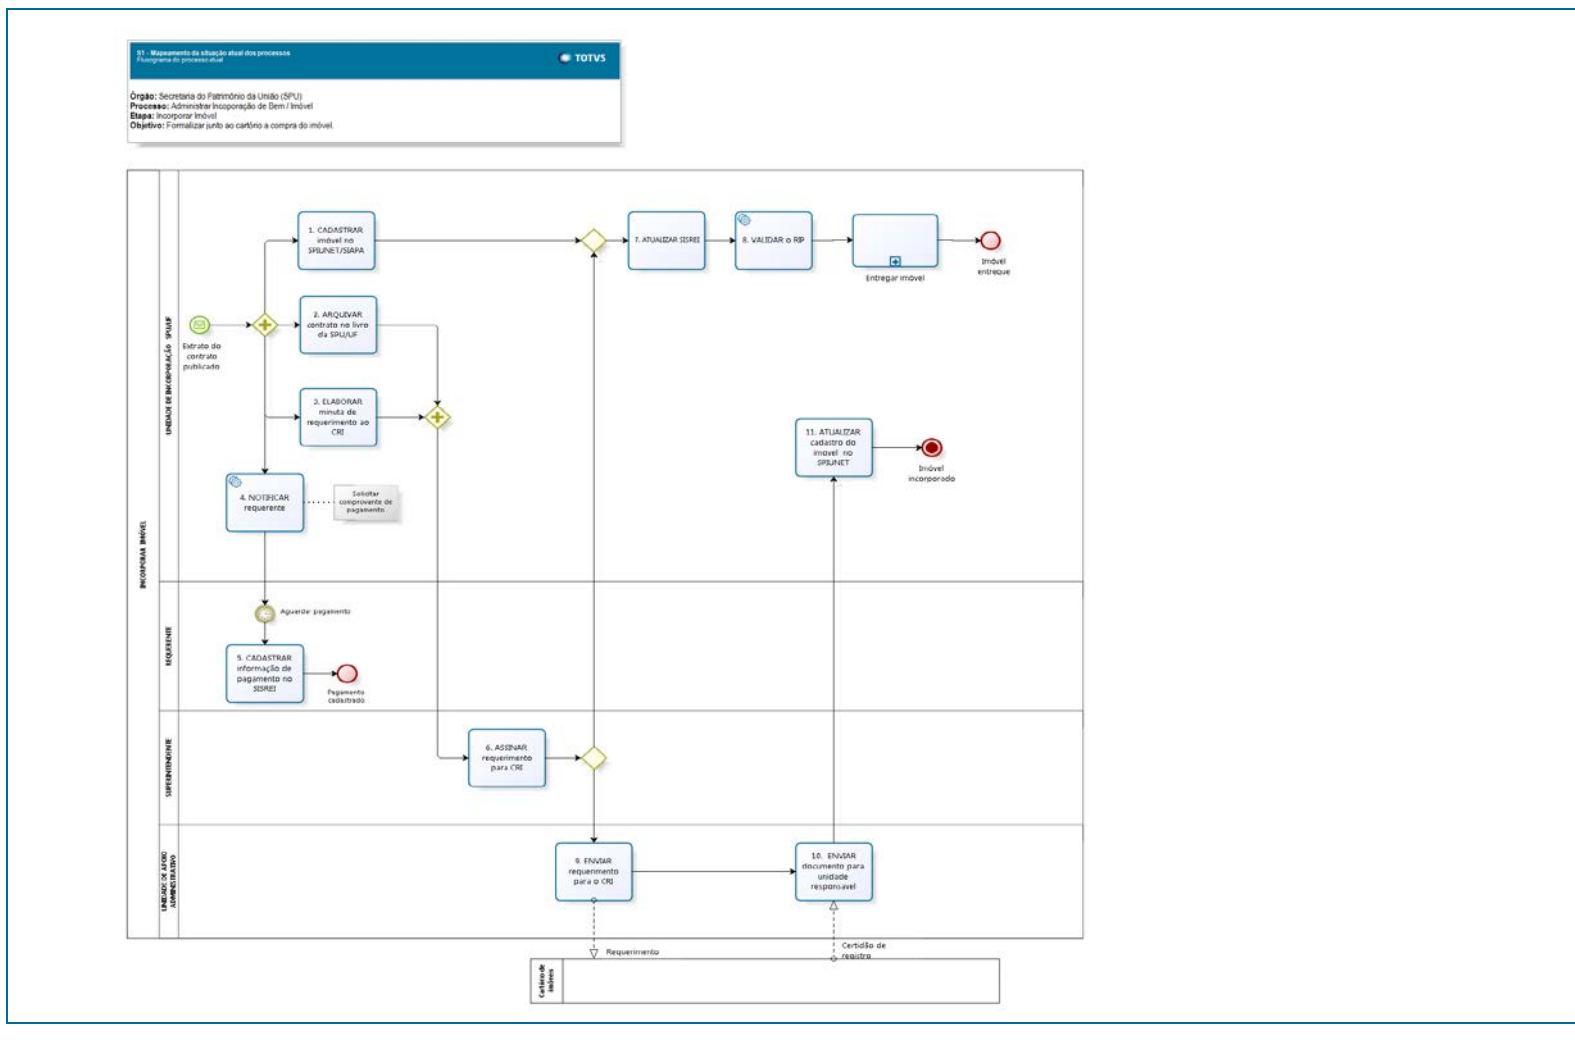 S1 - Mapeamento da situação atual dos processos
Fluxograma do processo atual
TOTVS
Órgão: Secretaria do Patrimônio da União (SPU)
Processo: Administrar Incoporação de Bem / Imóvel
Etapa: Incorporar Imóvel
Objetivo: Formalizar junto ao cartório a compra do imóvel.
INCORPORAR IMÓVEL
UNIDADE DE INCORPORAÇÃO SPU/UF
Extrato do
contrato
publicado
1. CADASTRAR
imóvel no
SPIUNET/SIAPA
2. ARQUIVAR
contrato no livro
da SPU/UF
3. ELABORAR
minuta de
requerimento ao
CRI
4. NOTIFICAR
requerente
Solicitar
comprovante de
pagamento
7. ATUALIZAR SISREI
8. VALIDAR o RIP
Entregar imóvel
Imóvel
entregue
11. ATUALIZAR
cadastro do
imovel no
SPIUNET
Imóvel
incorporado
REQUERENTE
Aguardar pagamento
5. CADASTRAR
informação de
pagamento no
SISREI
Pagamento
cadastrado
SUPERINTENDENTE
6. ASSINAR
requerimento
para CRI
UNIDADE DE APOIO
ADMINISTRATIVO
9. ENVIAR
requerimento
para o CRI
10. ENVIAR
documento para
unidade
responsavel
Requerimento
Certidão de
registro
Cartório de
imóveis